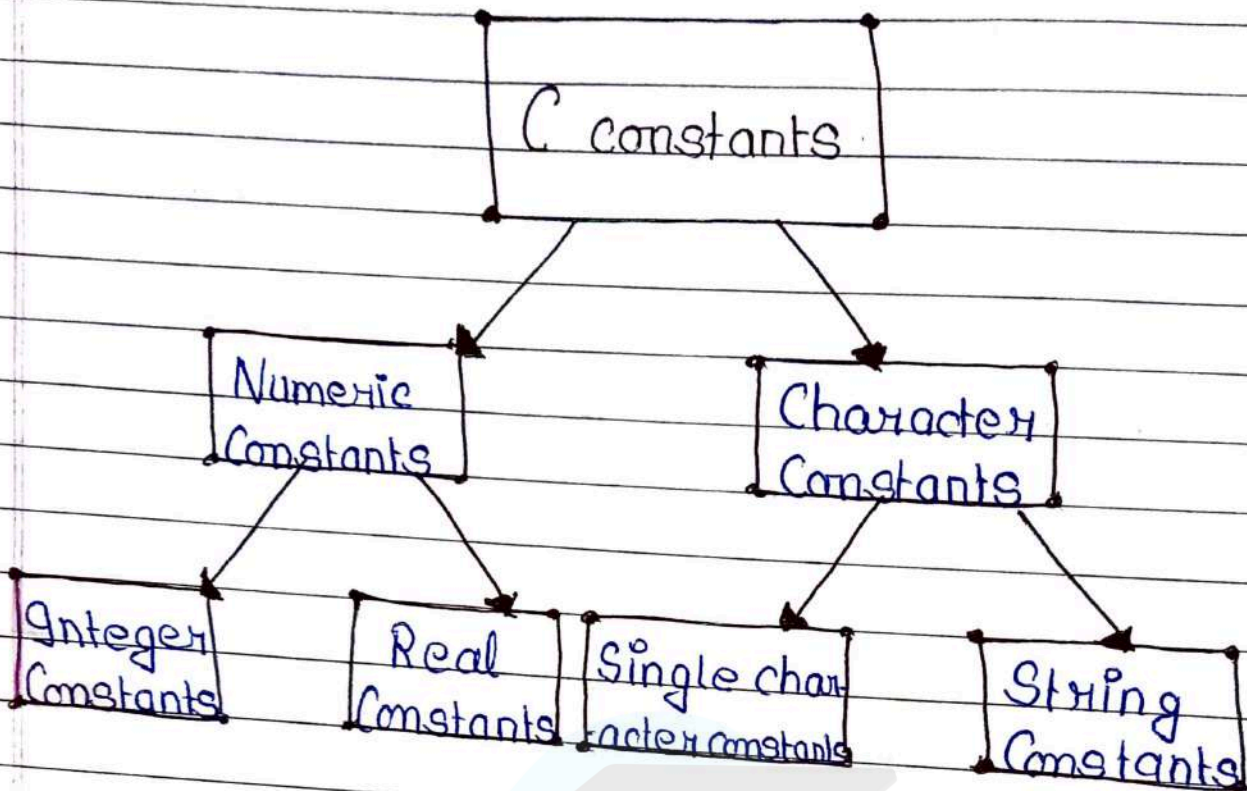 C constants
Numeric
Constants
Character
Constants
Integer
Constants
Real
Constants
Single char
-acter constants
String
Constants